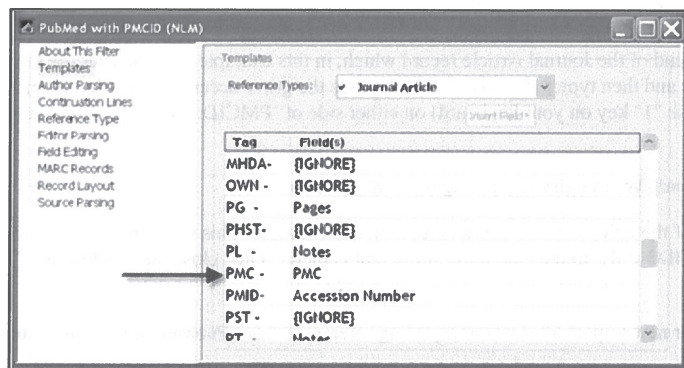 PubMed with PMCID (NLM)
About This Filter
Templates
Author Parsing
Continuation Lines
Reference Type
Editor Parsing
Field Editing
MARC Records
Record Layout
Source Parsing
Templates
Reference Types: ✓ Journal Article
Insert Field
Tag Field(s)
MHDA- {IGNORE}
OWN - {IGNORE}
PG - Pages
PHST- {IGNORE}
PL - Notes
PMC - PMC
PMID- Accession Number
PST - {IGNORE}
PT - Notes